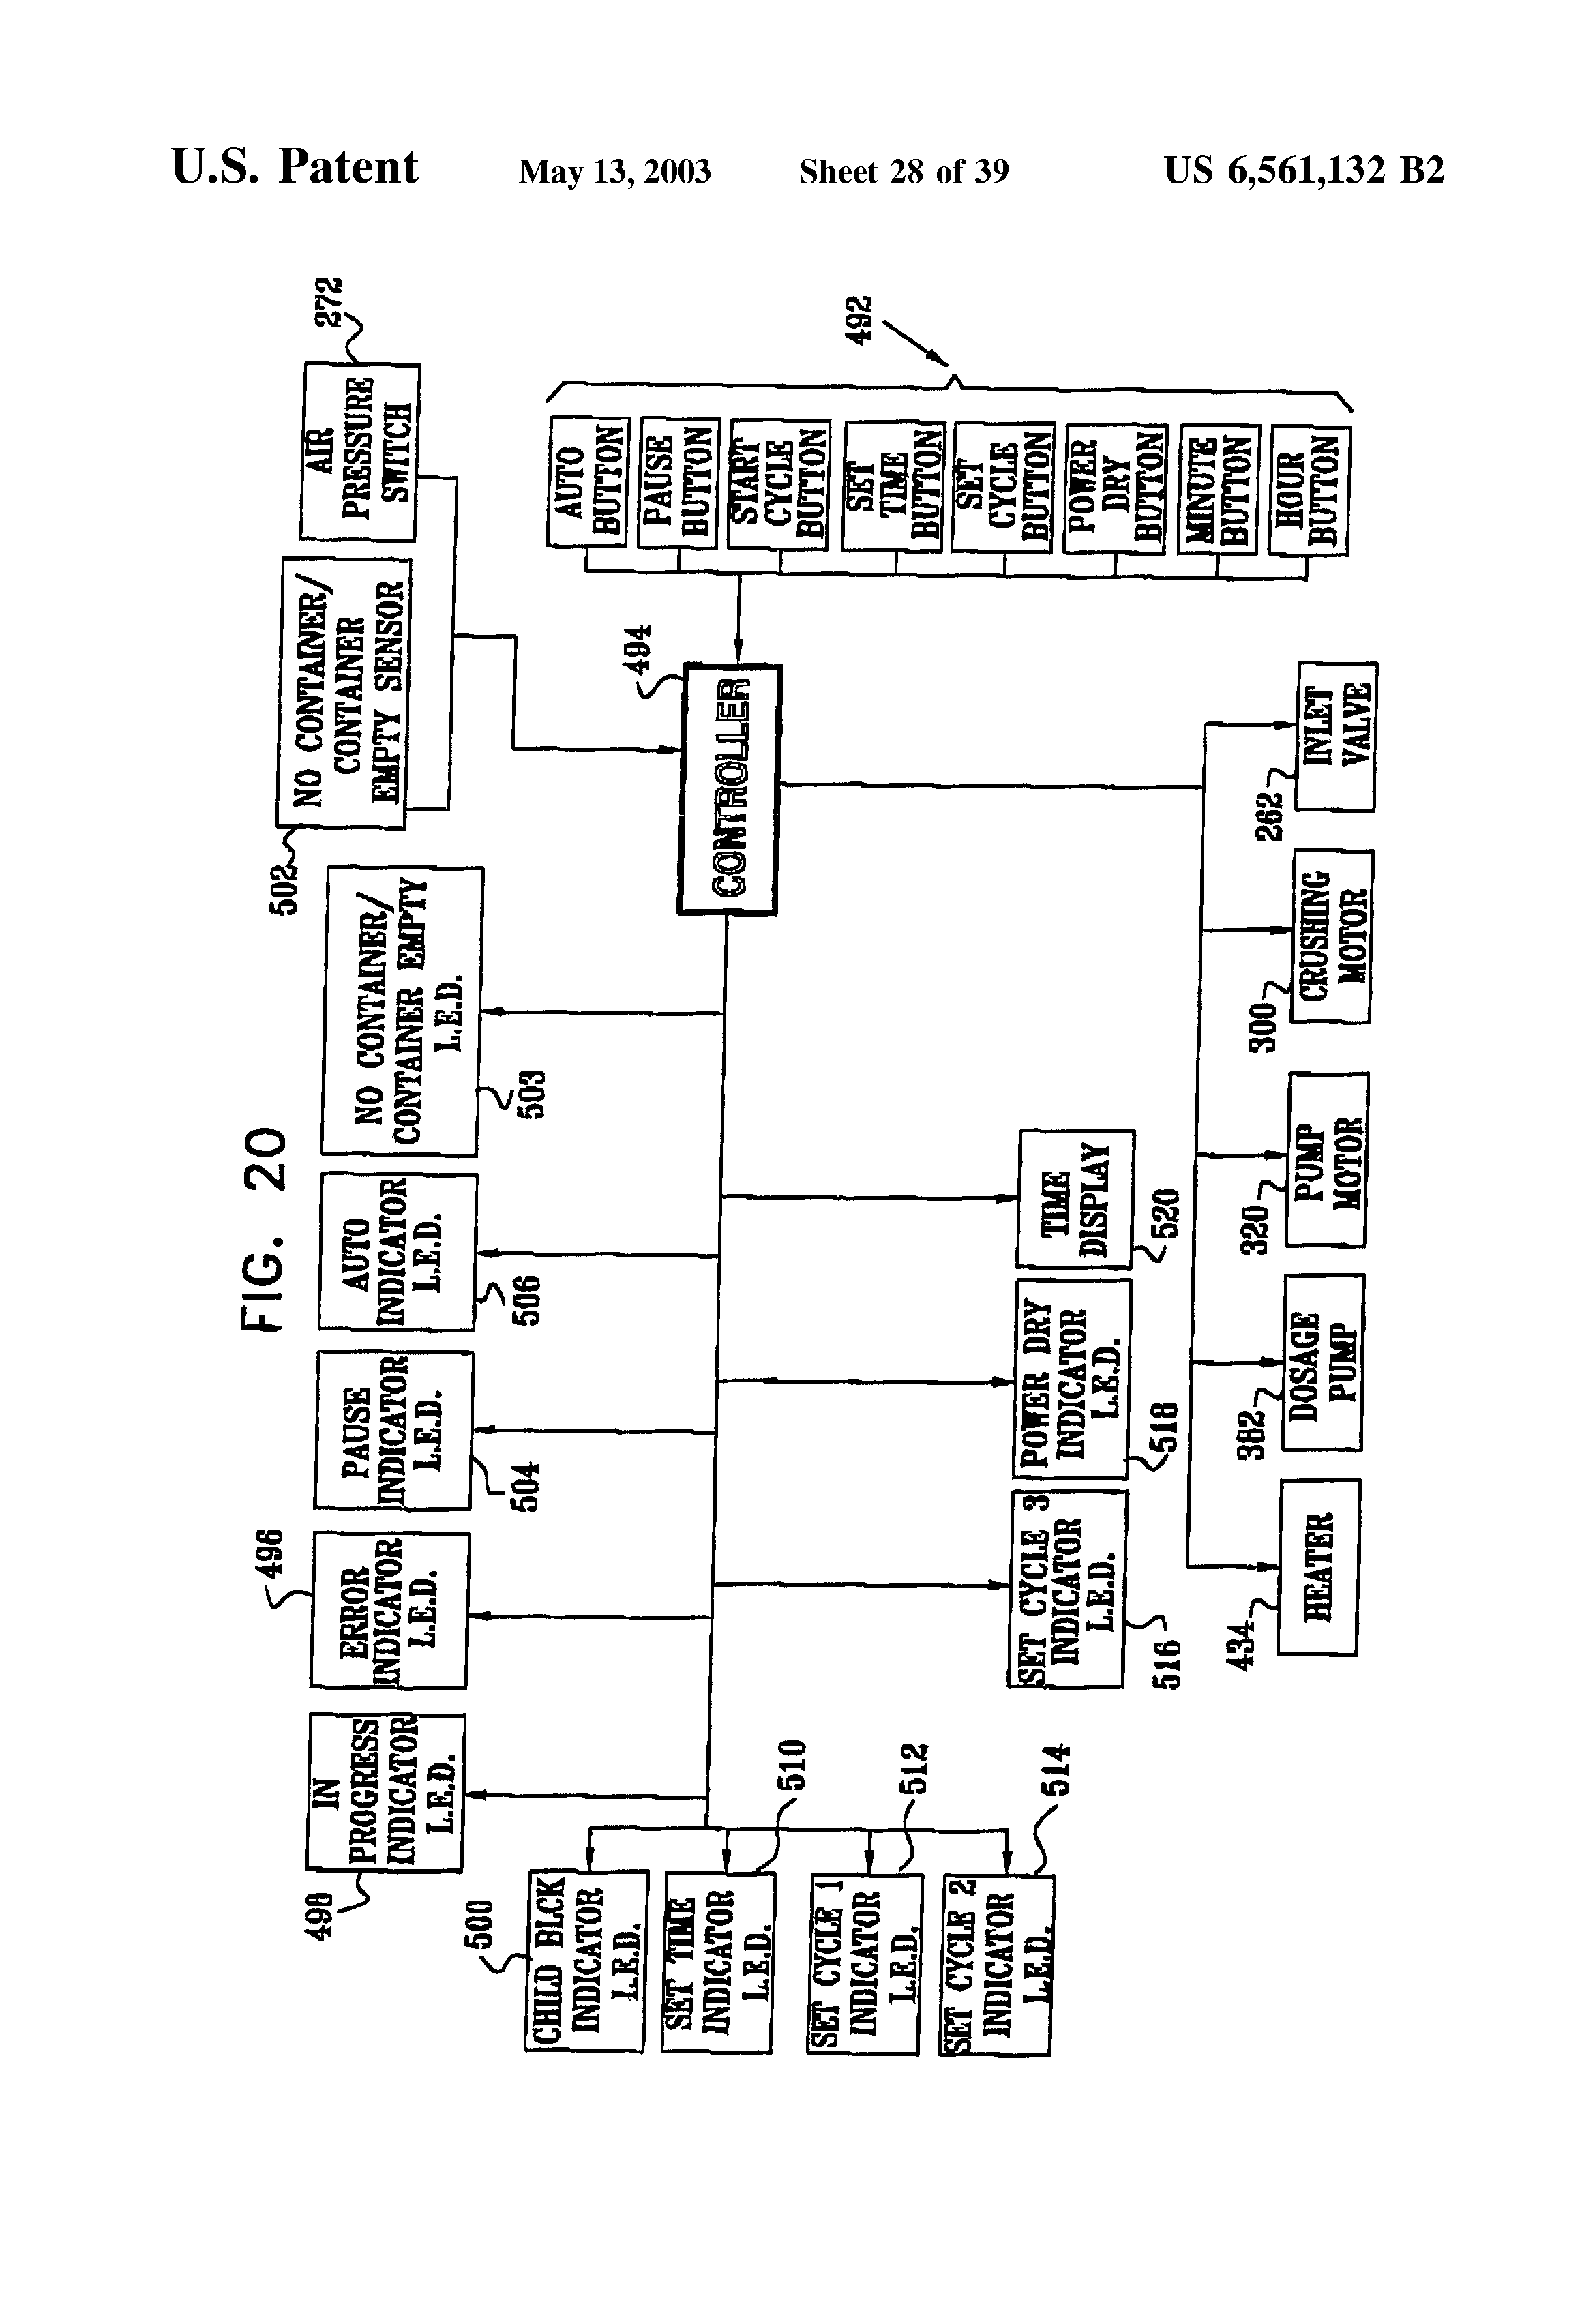 U.S. Patent May 13, 2003 Sheet 28 of 39 US 6,561,132 B2
FIG. 20
498
IN
PROGRESS
INDICATOR
L.E.D.
496
ERROR
INDICATOR
L.E.D.
PAUSE
INDICATOR
L.E.D.
504
AUTO
INDICATOR
L.E.D.
506
NO CONTAINER/
CONTAINER EMPTY
L.E.D.
503
502
NO CONTAINER/
CONTAINER
EMPTY SENSOR
272
AIR
PRESSURE
SWITCH
500
CHILD BLCK
INDICATOR
L.E.D.
510
SET TIME
INDICATOR
L.E.D.
512
SET CYCLE 1
INDICATOR
L.E.D.
514
SET CYCLE 2
INDICATOR
L.E.D.
494
CONTROLLER
492
AUTO
BUTTON
PAUSE
BUTTON
START
CYCLE
BUTTON
SET
TIME
BUTTON
SET
CYCLE
BUTTON
POWER
DRY
BUTTON
MINUTE
BUTTON
HOUR
BUTTON
SET CYCLE 3
INDICATOR
L.E.D.
516
POWER DRY
INDICATOR
L.E.D.
518
TIME
DISPLAY
520
434
HEATER
382
DOSAGE
PUMP
320
PUMP
MOTOR
300
CRUSHING
MOTOR
262
INLET
VALVE